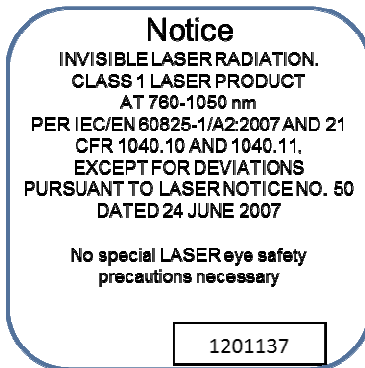 Notice
INVISIBLE LASER RADIATION.
CLASS 1 LASER PRODUCT
AT 760-1050 nm
PER IEC/EN 60825-1/A2:2007 AND 21
CFR 1040.10 AND 1040.11,
EXCEPT FOR DEVIATIONS
PURSUANT TO LASER NOTICE NO. 50
DATED 24 JUNE 2007
No special LASER eye safety
precautions necessary
1201137